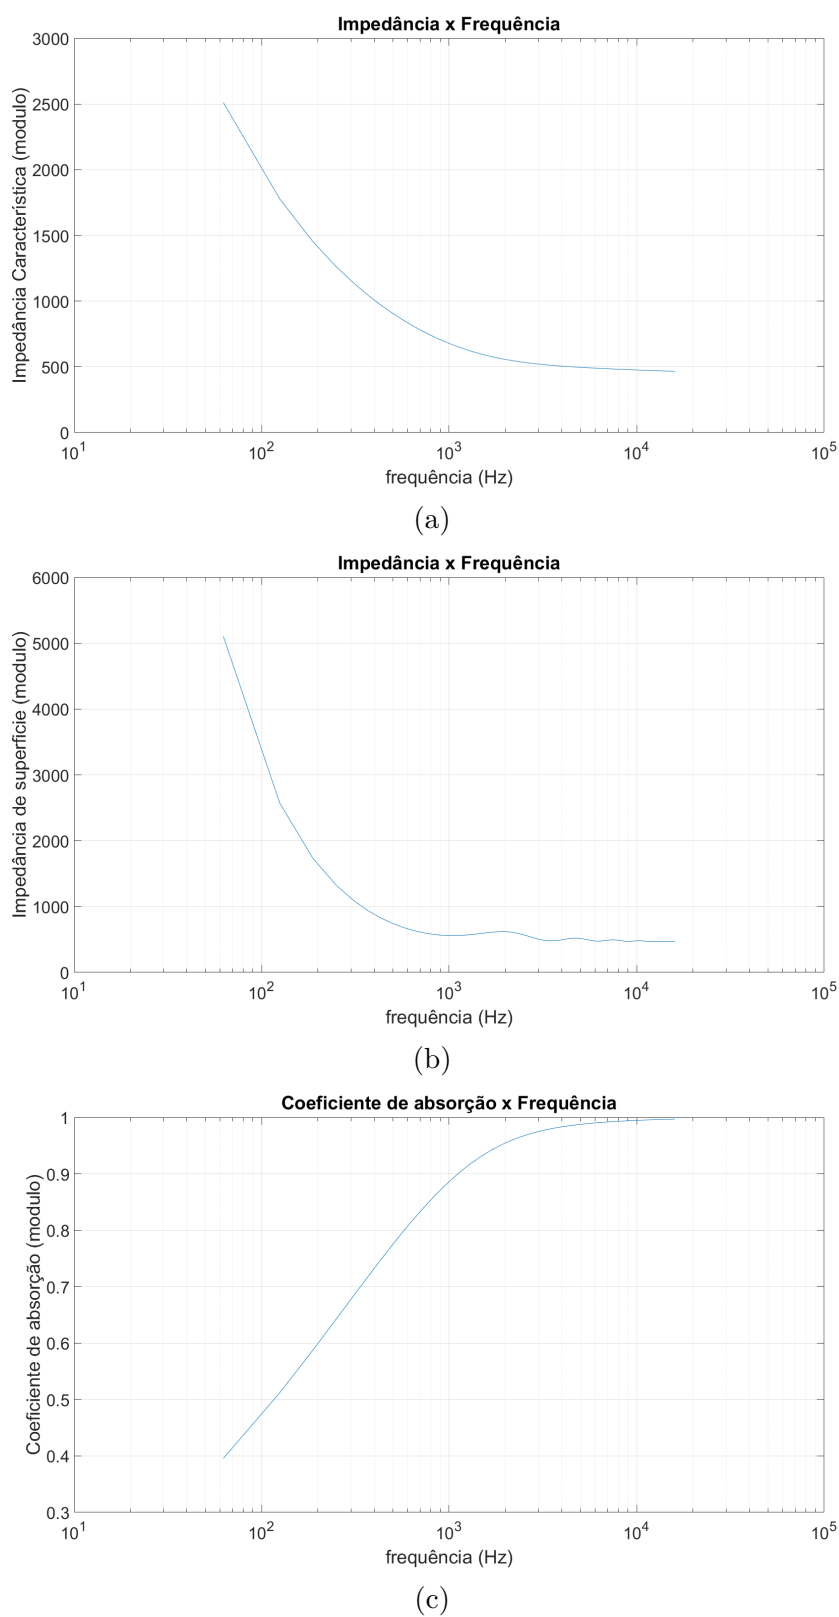 Impedância x Frequência
3000
2500
2000
1500
1000
500
0
Impedância Característica (modulo)
10^1 10^2 10^3 10^4 10^5
frequência (Hz)
(a)
Impedância x Frequência
6000
5000
4000
3000
2000
1000
0
Impedância de superficie (modulo)
10^1 10^2 10^3 10^4 10^5
frequência (Hz)
(b)
Coeficiente de absorção x Frequência
1
0.9
0.8
0.7
0.6
0.5
0.4
0.3
Coeficiente de absorção (modulo)
10^1 10^2 10^3 10^4 10^5
frequência (Hz)
(c)